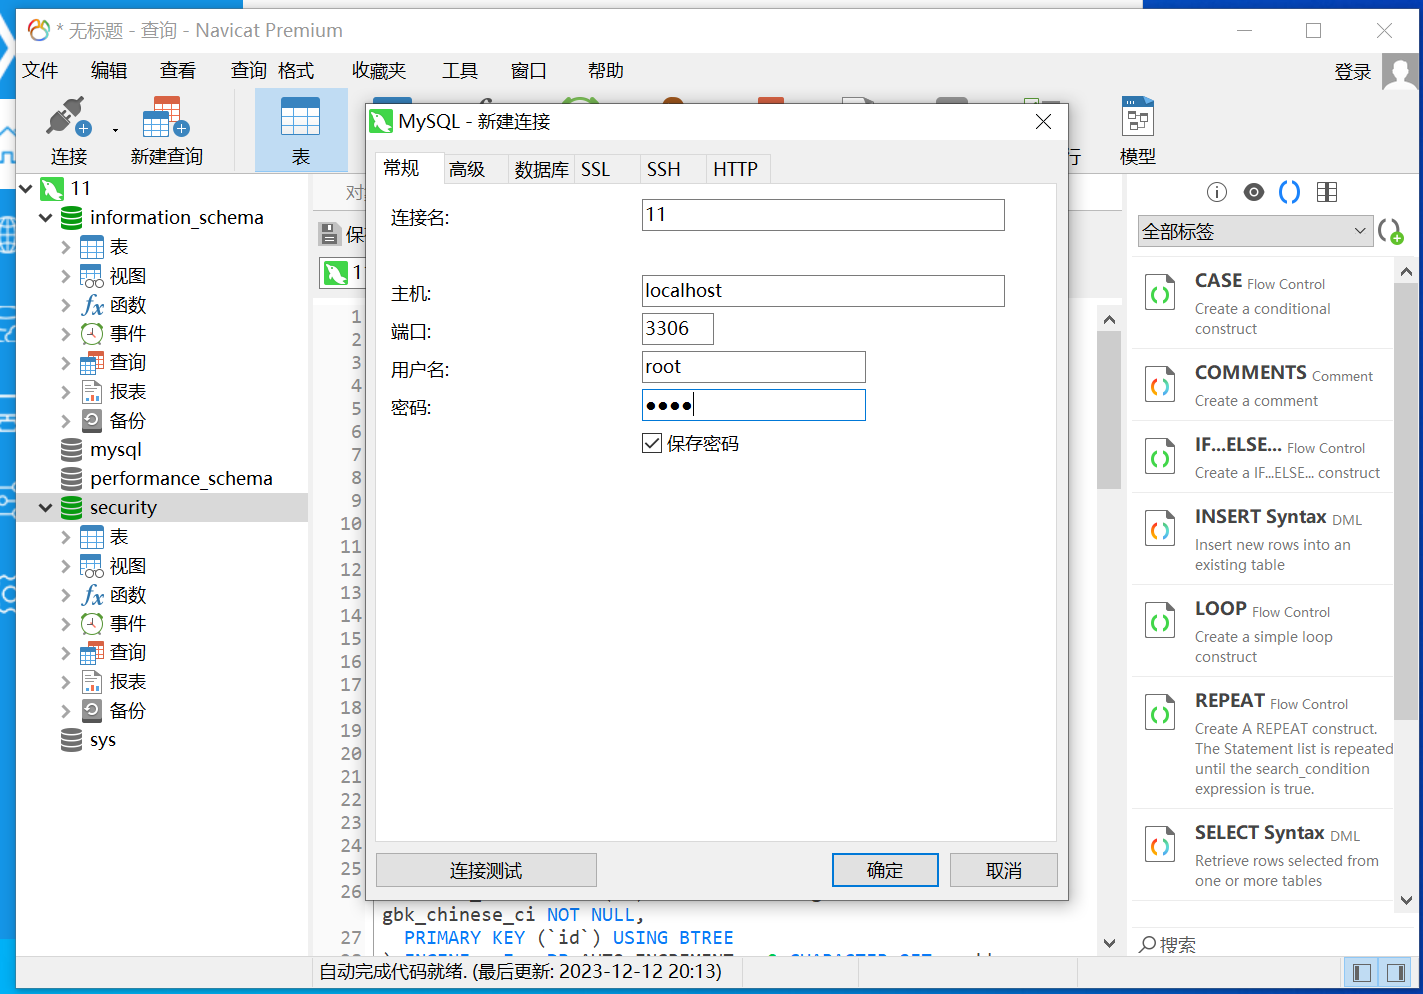 * 无标题 - 查询 - Navicat Premium
文件 编辑 查看 查询 格式 收藏夹 工具 窗口 帮助 登录
连接 新建查询 表 行 模型
MySQL - 新建连接
常规 高级 数据库 SSL SSH HTTP
连接名: 11
主机: localhost
端口: 3306
用户名: root
密码: ●●●●
保存密码
连接测试 确定 取消
11
information_schema
表
视图
函数
事件
查询
报表
备份
mysql
performance_schema
security
表
视图
函数
事件
查询
报表
备份
sys
对
保
11
1
2
3
4
5
6
7
8
9
10
11
12
13
14
15
16
17
18
19
20
21
22
23
24
25
26
gbk_chinese_ci NOT NULL,
27 PRIMARY KEY (`id`) USING BTREE
自动完成代码就绪. (最后更新: 2023-12-12 20:13)
全部标签
CASE Flow Control
Create a conditional
construct
COMMENTS Comment
Create a comment
IF...ELSE... Flow Control
Create a IF...ELSE... construct
INSERT Syntax DML
Insert new rows into an
existing table
LOOP Flow Control
Create a simple loop
construct
REPEAT Flow Control
Create A REPEAT construct.
The Statement list is repeated
until the search_condition
expression is true.
SELECT Syntax DML
Retrieve rows selected from
one or more tables
搜索